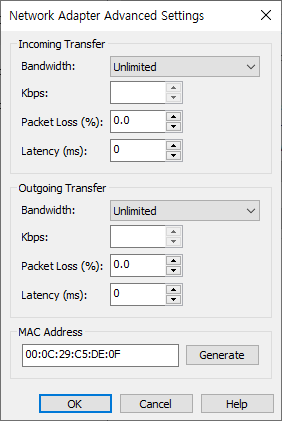 Network Adapter Advanced Settings
Incoming Transfer
Bandwidth: Unlimited
Kbps:
Packet Loss (%): 0.0
Latency (ms): 0
Outgoing Transfer
Bandwidth: Unlimited
Kbps:
Packet Loss (%): 0.0
Latency (ms): 0
MAC Address
00:0C:29:C5:DE:0F Generate
OK Cancel Help